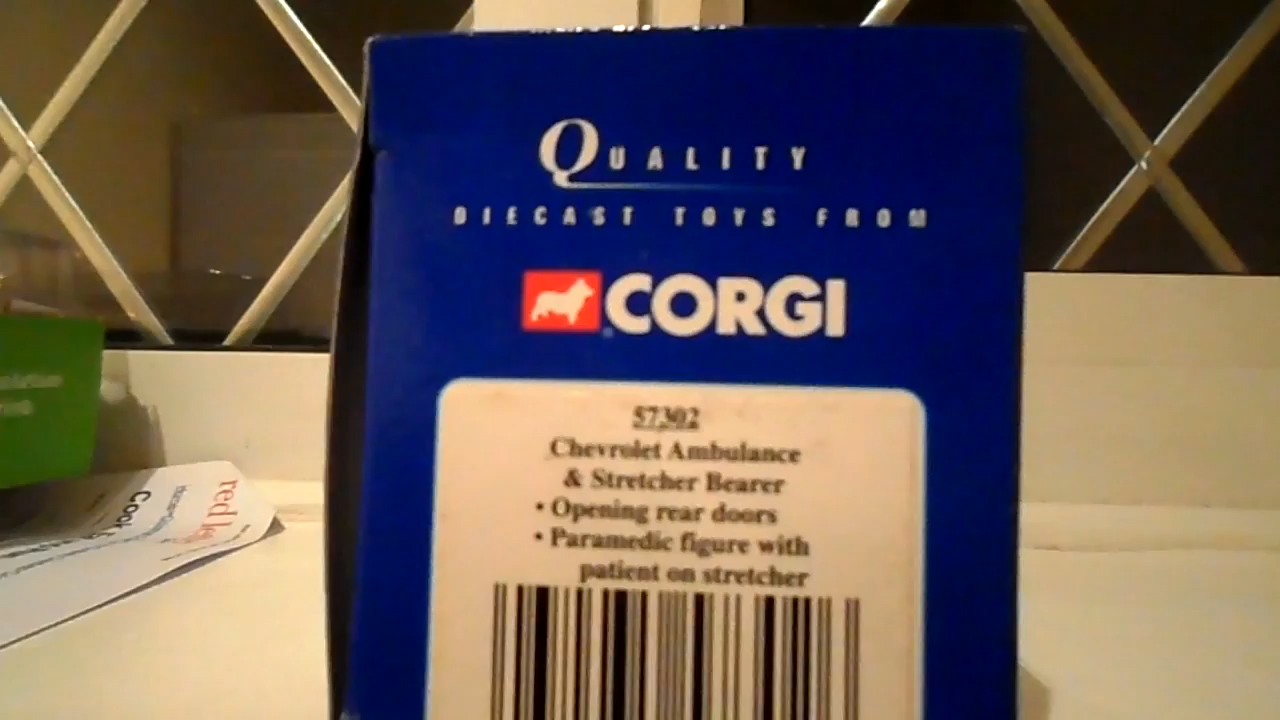 QUALITY
DIECAST TOYS FROM
CORGI
57302
Chevrolet Ambulance
& Stretcher Bearer
• Opening rear doors
• Paramedic figure with
patient on stretcher